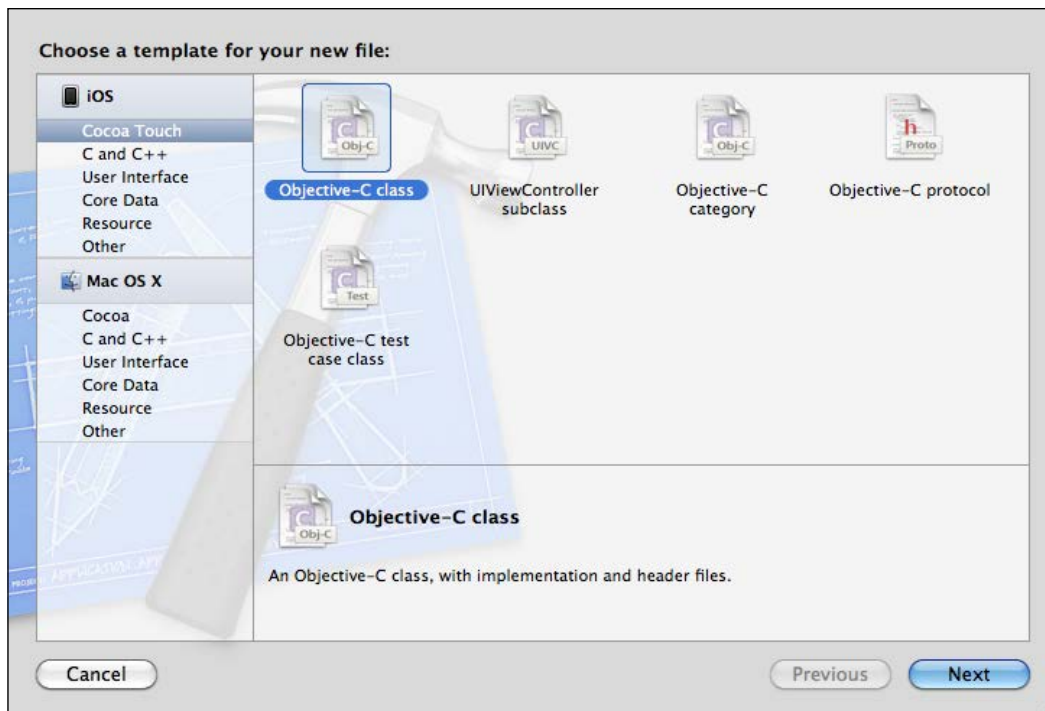 Choose a template for your new file:
iOS
Cocoa Touch
C and C++
User Interface
Core Data
Resource
Other
Mac OS X
Cocoa
C and C++
User Interface
Core Data
Resource
Other
Obj-C
Objective-C class
UIVC
UIViewController
subclass
Obj-C
Objective-C
category
h
Proto
Objective-C protocol
Test
Objective-C test
case class
Obj-C
Objective-C class
An Objective-C class, with implementation and header files.
Cancel
Previous
Next